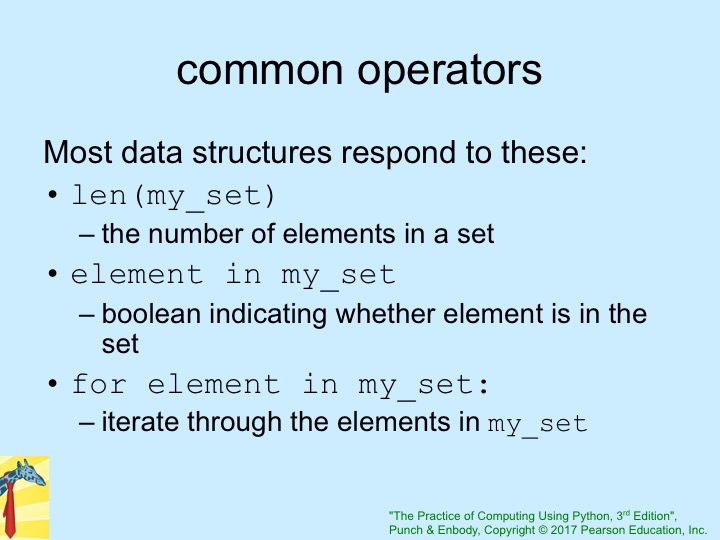 common operators
Most data structures respond to these:
• len(my_set)
– the number of elements in a set
• element in my_set
– boolean indicating whether element is in the
set
• for element in my_set:
– iterate through the elements in my_set
"The Practice of Computing Using Python, 3rd Edition",
Punch & Enbody, Copyright © 2017 Pearson Education, Inc.